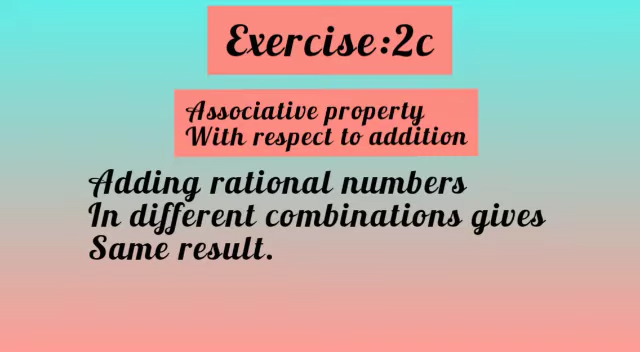 Exercise:2c
Associative property
With respect to addition
Adding rational numbers
In different combinations gives
Same result.